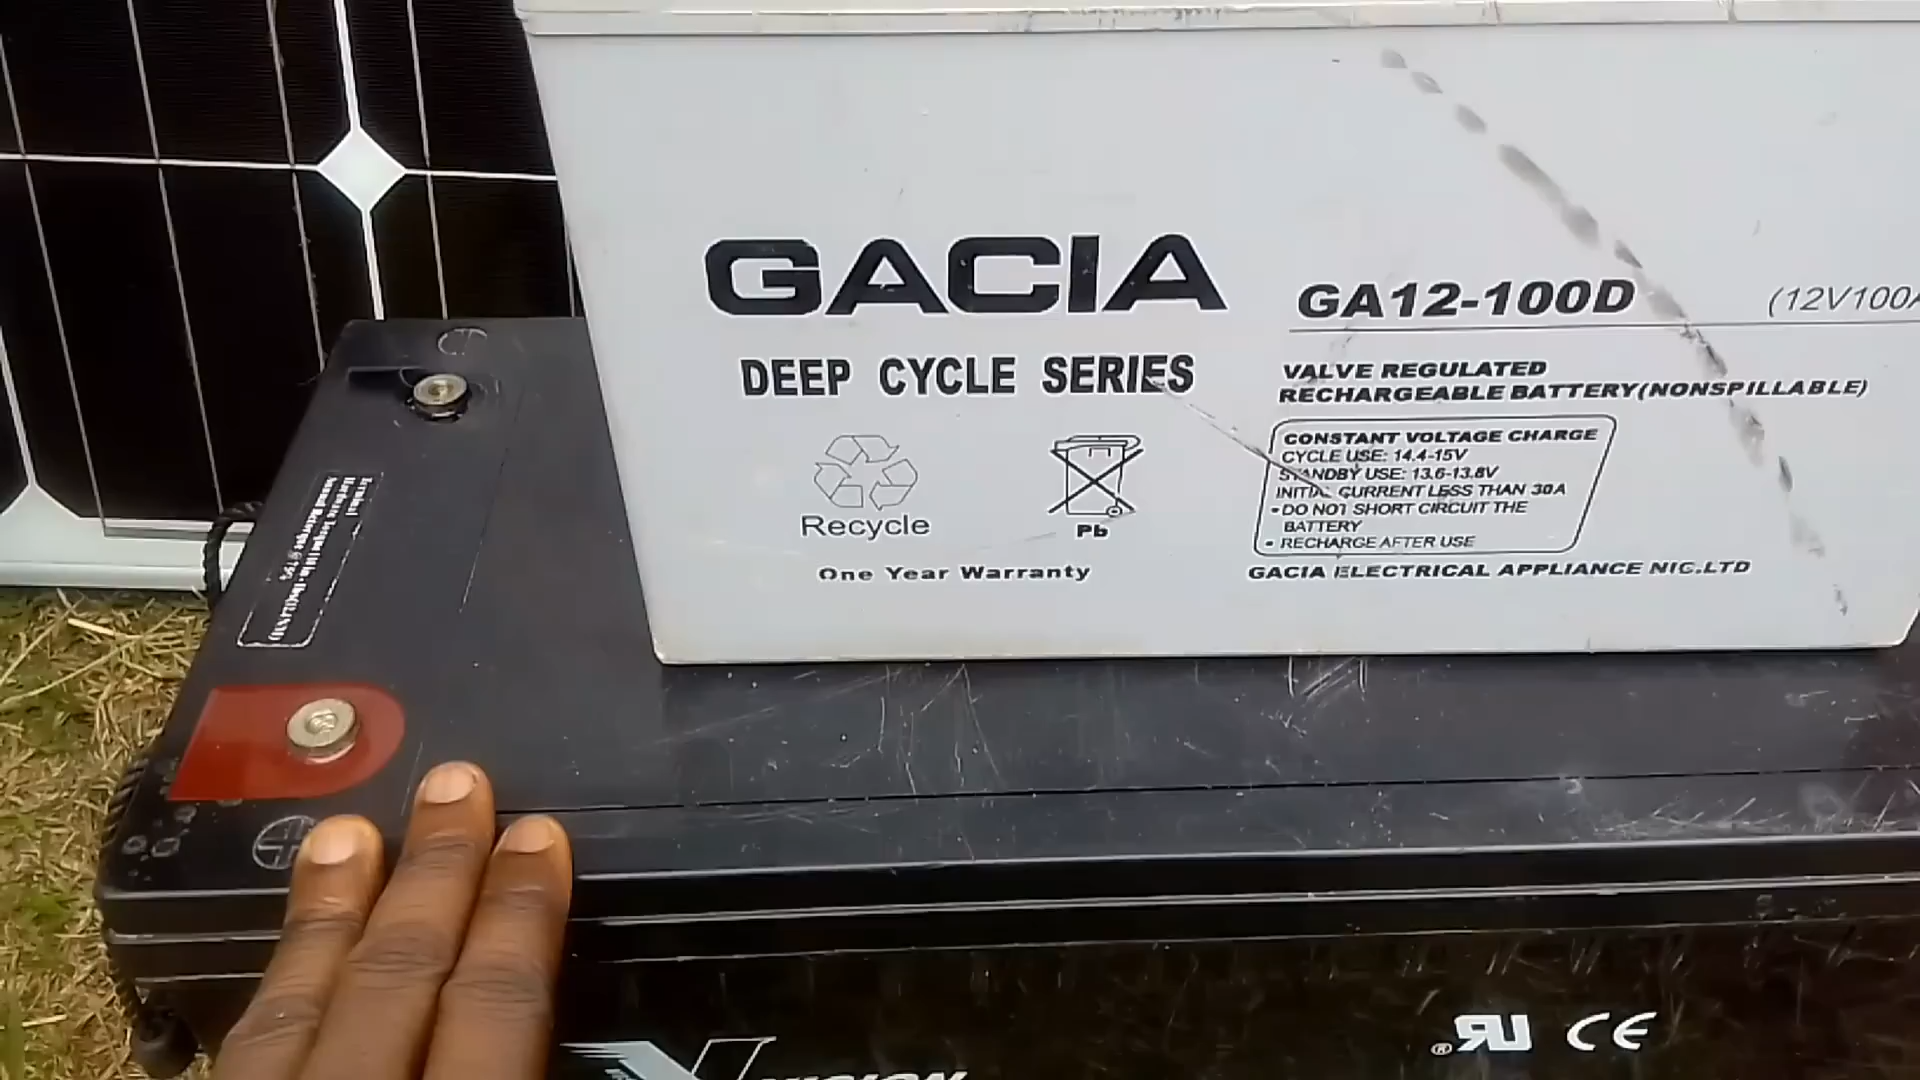 GACIA
DEEP CYCLE SERIES
Recycle
Pb
One Year Warranty
GA12-100D
(12V100A
VALVE REGULATED
RECHARGEABLE BATTERY(NONSPILLABLE)
CONSTANT VOLTAGE CHARGE
CYCLE USE: 14.4-15V
STANDBY USE: 13.6-13.8V
INITIAL CURRENT LESS THAN 30A
• DO NOT SHORT CIRCUIT THE
BATTERY
• RECHARGE AFTER USE
GACIA ELECTRICAL APPLIANCE NIC.LTD
CE